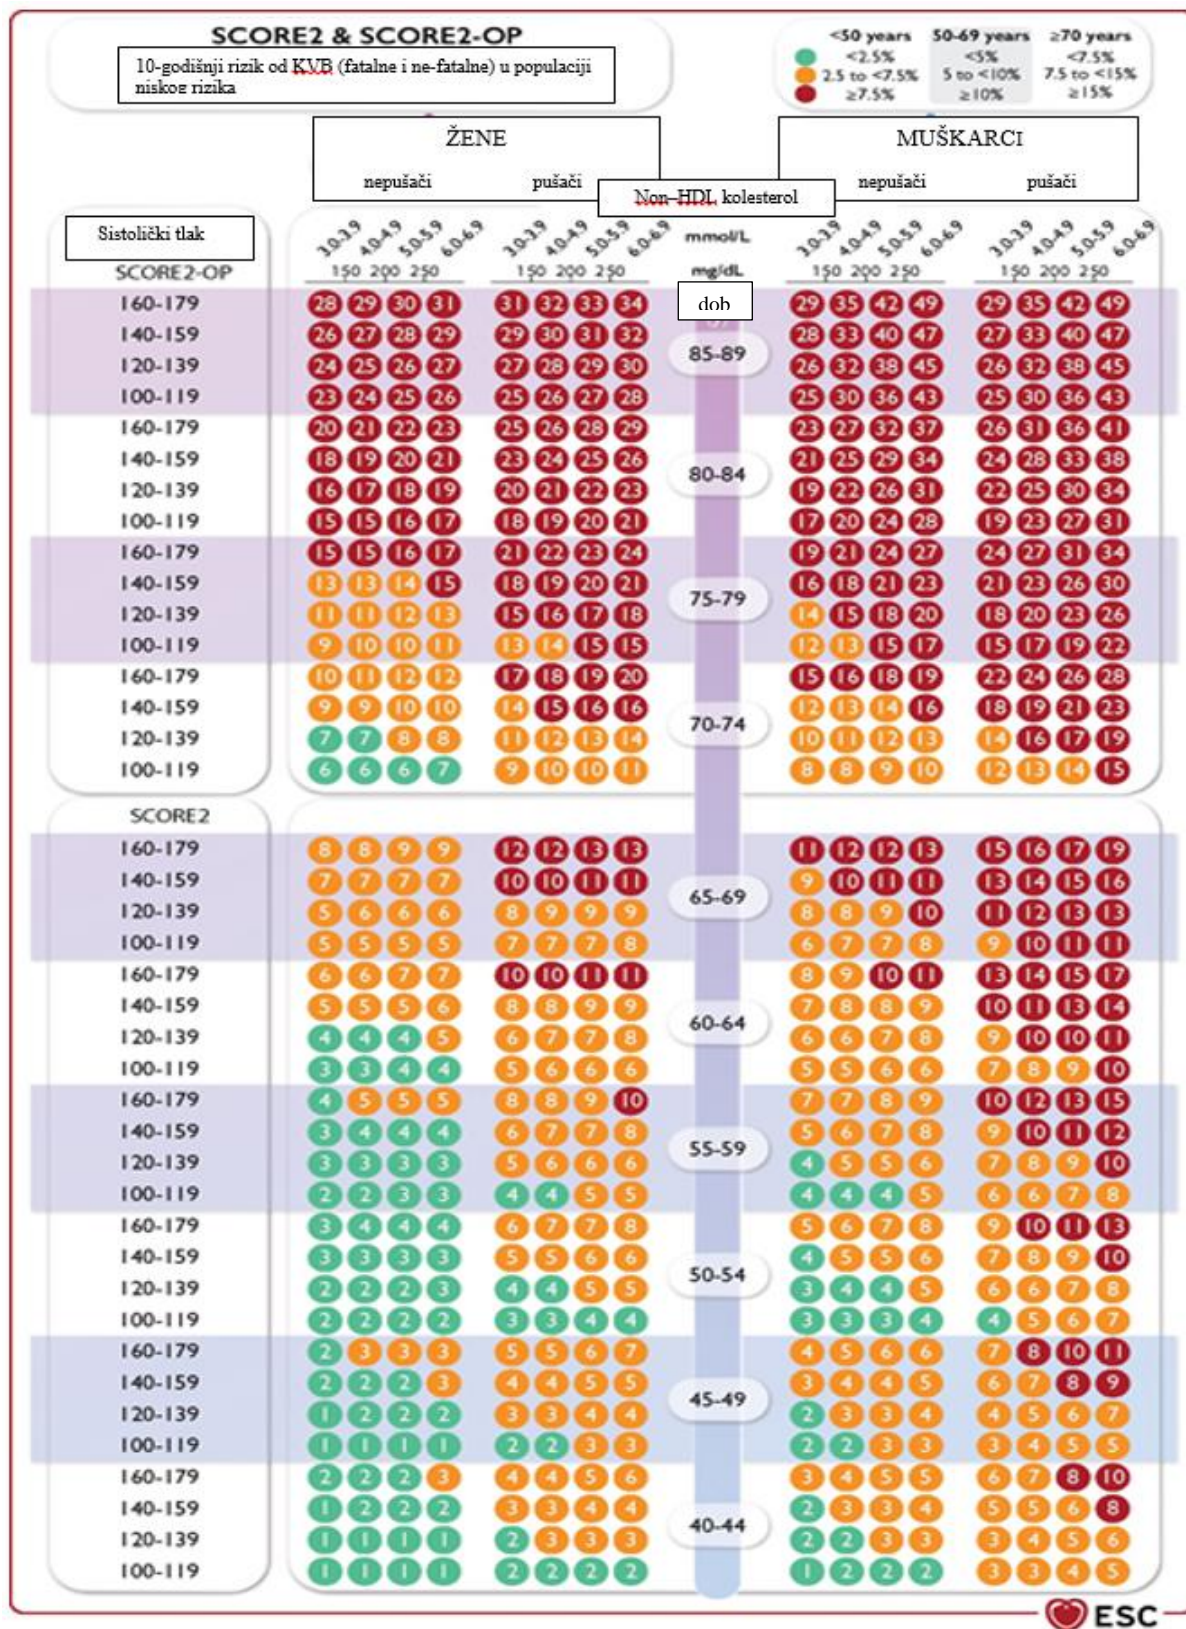 SCORE2 & SCORE2-OP
10-godišnji rizik od KVB (fatalne i ne-fatalne) u populaciji
niskog rizika
<50 years 50-69 years ≥70 years
<2.5% <5% <7.5%
2.5 to <7.5% 5 to <10% 7.5 to <15%
≥7.5% ≥10% ≥15%
ŽENE MUŠKARCI
nepušači pušači nepušači pušači
Non–HDL kolesterol
Sistolički tlak
3.0-3.9 4.0-4.9 5.0-5.9 6.0-6.9 3.0-3.9 4.0-4.9 5.0-5.9 6.0-6.9 mmol/L 3.0-3.9 4.0-4.9 5.0-5.9 6.0-6.9 3.0-3.9 4.0-4.9 5.0-5.9 6.0-6.9
SCORE2-OP 150 200 250 150 200 250 mg/dL 150 200 250 150 200 250
dob
160-179 28 29 30 31 31 32 33 34 29 35 42 49 29 35 42 49
140-159 26 27 28 29 29 30 31 32 28 33 40 47 27 33 40 47
85-89
120-139 24 25 26 27 27 28 29 30 26 32 38 45 26 32 38 45
100-119 23 24 25 26 25 26 27 28 25 30 36 43 25 30 36 43
160-179 20 21 22 23 25 26 28 29 23 27 32 37 26 31 36 41
140-159 18 19 20 21 23 24 25 26 21 25 29 34 24 28 33 38
80-84
120-139 16 17 18 19 20 21 22 23 19 22 26 31 22 25 30 34
100-119 15 15 16 17 18 19 20 21 17 20 24 28 19 23 27 31
160-179 15 15 16 17 21 22 23 24 19 21 24 27 24 27 31 34
140-159 13 13 14 15 18 19 20 21 16 18 21 23 21 23 26 30
75-79
120-139 11 11 12 13 15 16 17 18 14 15 18 20 18 20 23 26
100-119 9 10 10 11 13 14 15 15 12 13 15 17 15 17 19 22
160-179 10 11 12 12 17 18 19 20 15 16 18 19 22 24 26 28
140-159 9 9 10 10 14 15 16 16 12 13 14 16 18 19 21 23
70-74
120-139 7 7 8 8 11 12 13 14 10 11 12 13 14 16 17 19
100-119 6 6 6 7 9 10 10 11 8 8 9 10 12 13 14 15
SCORE2
160-179 8 8 9 9 12 12 13 13 11 12 12 13 15 16 17 19
140-159 7 7 7 7 10 10 11 11 9 10 11 11 13 14 15 16
65-69
120-139 5 6 6 6 8 9 9 9 8 8 9 10 11 12 13 13
100-119 5 5 5 5 7 7 7 8 6 7 7 8 9 10 11 11
160-179 6 6 7 7 10 10 11 11 8 9 10 11 13 14 15 17
140-159 5 5 5 6 8 8 9 9 7 8 8 9 10 11 13 14
60-64
120-139 4 4 4 5 6 7 7 8 6 6 7 8 9 10 10 11
100-119 3 3 4 4 5 6 6 6 5 5 6 6 7 8 9 10
160-179 4 5 5 5 8 8 9 10 7 7 8 9 10 12 13 15
140-159 3 4 4 4 6 7 7 8 5 6 7 8 9 10 11 12
55-59
120-139 3 3 3 3 5 6 6 6 4 5 5 6 7 8 9 10
100-119 2 2 3 3 4 4 5 5 4 4 4 5 6 6 7 8
160-179 3 4 4 4 6 7 7 8 5 6 7 8 9 10 11 13
140-159 3 3 3 3 5 5 6 6 4 5 5 6 7 8 9 10
50-54
120-139 2 2 2 3 4 4 5 5 3 4 4 5 6 6 7 8
100-119 2 2 2 2 3 3 4 4 3 3 3 4 4 5 6 7
160-179 2 3 3 3 5 5 6 7 4 5 6 6 7 8 10 11
140-159 2 2 2 3 4 4 5 5 3 4 4 5 6 7 8 9
45-49
120-139 1 2 2 2 3 3 4 4 2 3 3 4 4 5 6 7
100-119 1 1 1 1 2 2 3 3 2 2 3 3 3 4 5 5
160-179 2 2 2 3 4 4 5 6 3 4 5 5 6 7 8 10
140-159 1 2 2 2 3 3 4 4 2 3 3 4 5 5 6 8
40-44
120-139 1 1 1 1 2 3 3 3 2 2 3 3 3 4 5 6
100-119 1 1 1 1 2 2 2 2 1 2 2 2 3 3 4 5
ESC